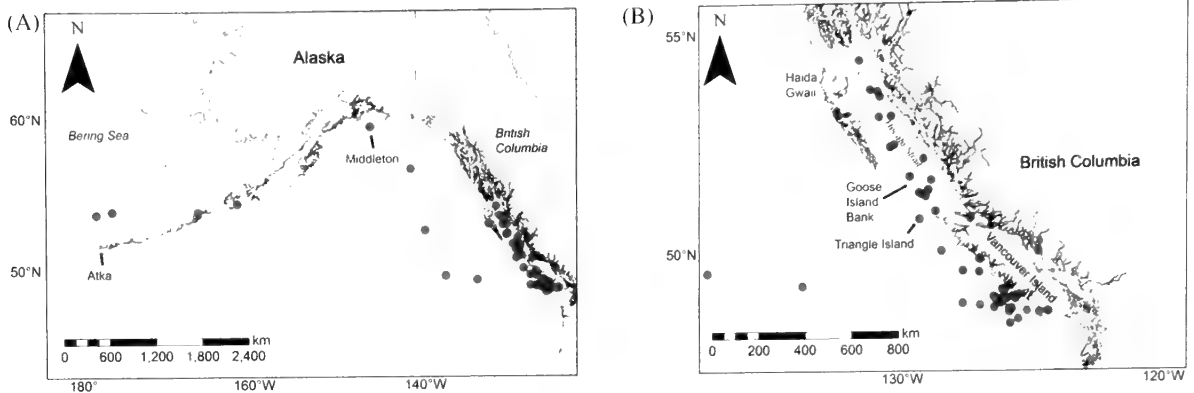 (A)
N
Alaska
60°N
Bering Sea
Middleton
British
Columbia
50°N
Atka
km
0 600 1,200 1,800 2,400
180° 160°W 140°W
(B)
N
55°N
Haida
Gwaii
British Columbia
Goose
Island
Bank
Triangle Island
Vancouver Island
50°N
km
0 200 400 600 800
130°W 120°W